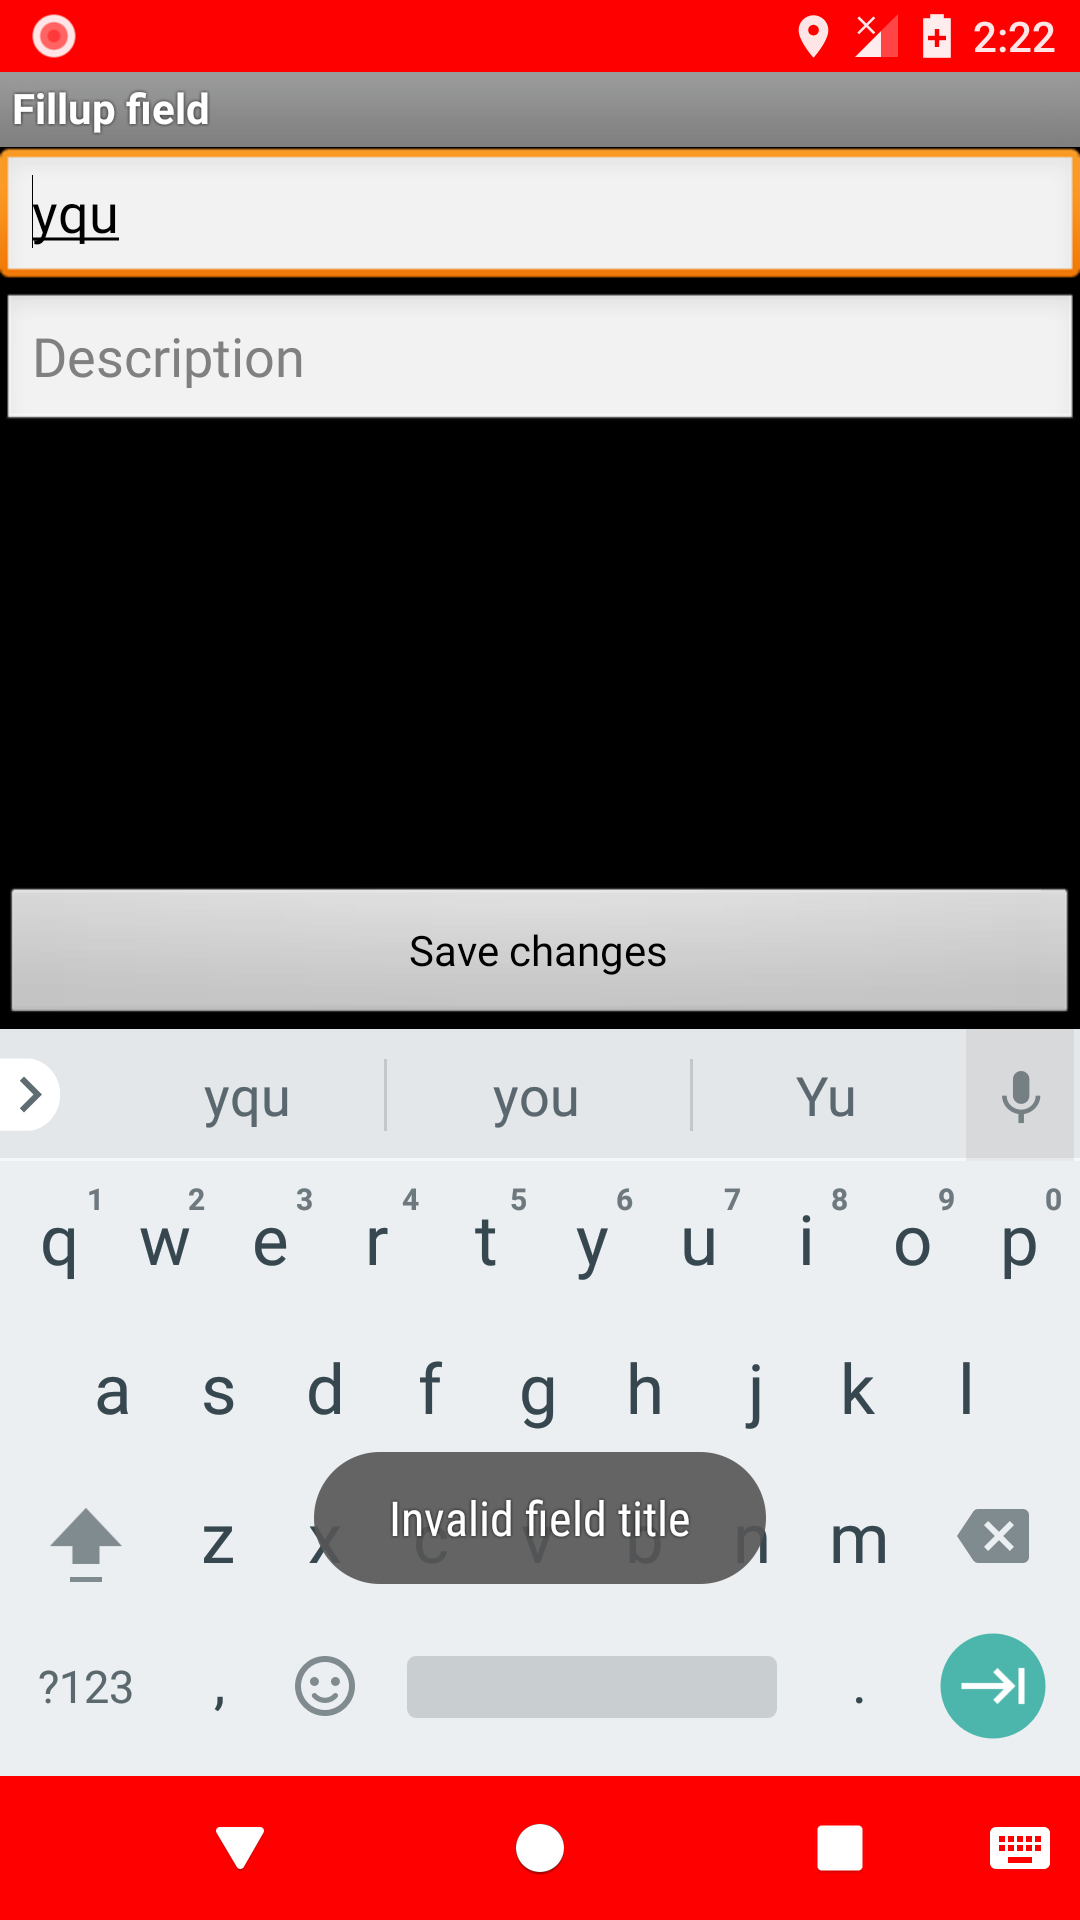 2:22
Fillup field
yqu
Description
Save changes
yqu you Yu
1 2 3 4 5 6 7 8 9 0
q w e r t y u i o p
a s d f g h j k l
z x c v b n m
Invalid field title
?123 , .